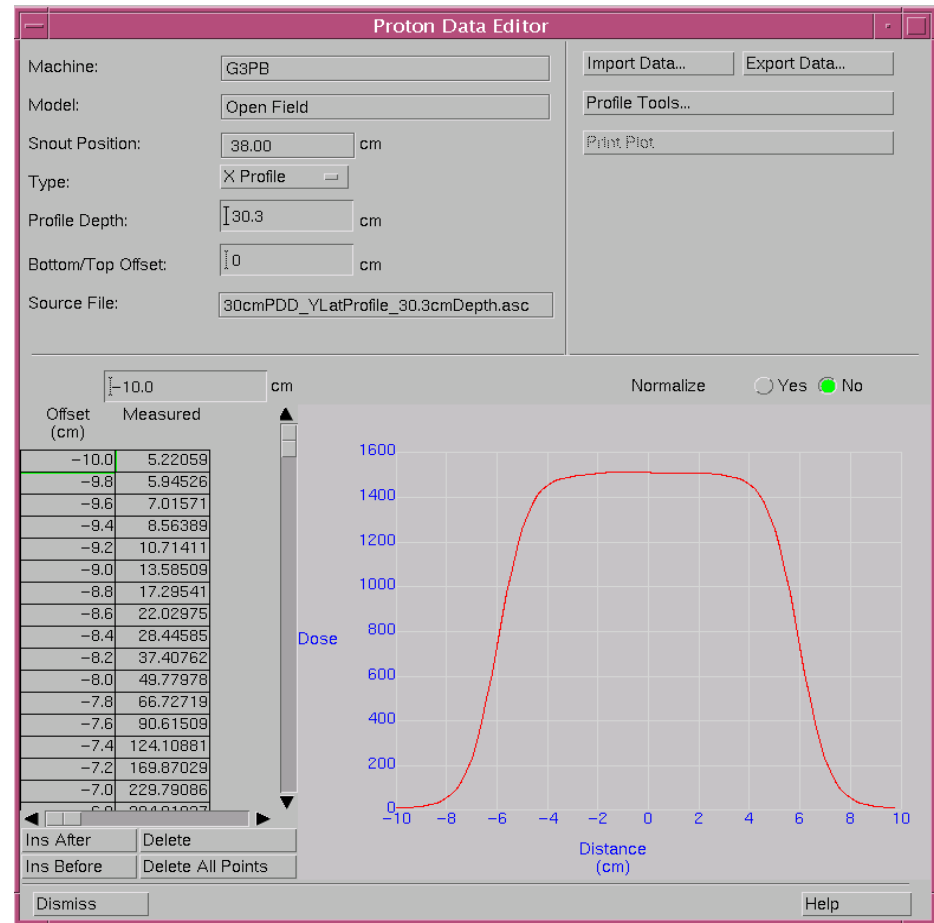 Proton Data Editor
Machine:
G3PB
Import Data...
Export Data...
Model:
Open Field
Profile Tools...
Snout Position:
38.00
cm
Print Plot
Type:
X Profile
Profile Depth:
30.3
cm
Bottom/Top Offset:
0
cm
Source File:
30cmPDD_YLatProfile_30.3cmDepth.asc
-10.0
cm
Normalize
Yes
No
Offset
(cm)
Measured
-10.0 5.22059
-9.8 5.94526
-9.6 7.01571
-9.4 8.56389
-9.2 10.71411
-9.0 13.58509
-8.8 17.29541
-8.6 22.02975
-8.4 28.44585
-8.2 37.40762
-8.0 49.77978
-7.8 66.72719
-7.6 90.61509
-7.4 124.10881
-7.2 169.87029
-7.0 229.79086
Ins After
Delete
Ins Before
Delete All Points
1600
1400
1200
1000
800
600
400
200
0
Dose
-10 -8 -6 -4 -2 0 2 4 6 8 10
Distance
(cm)
Dismiss
Help